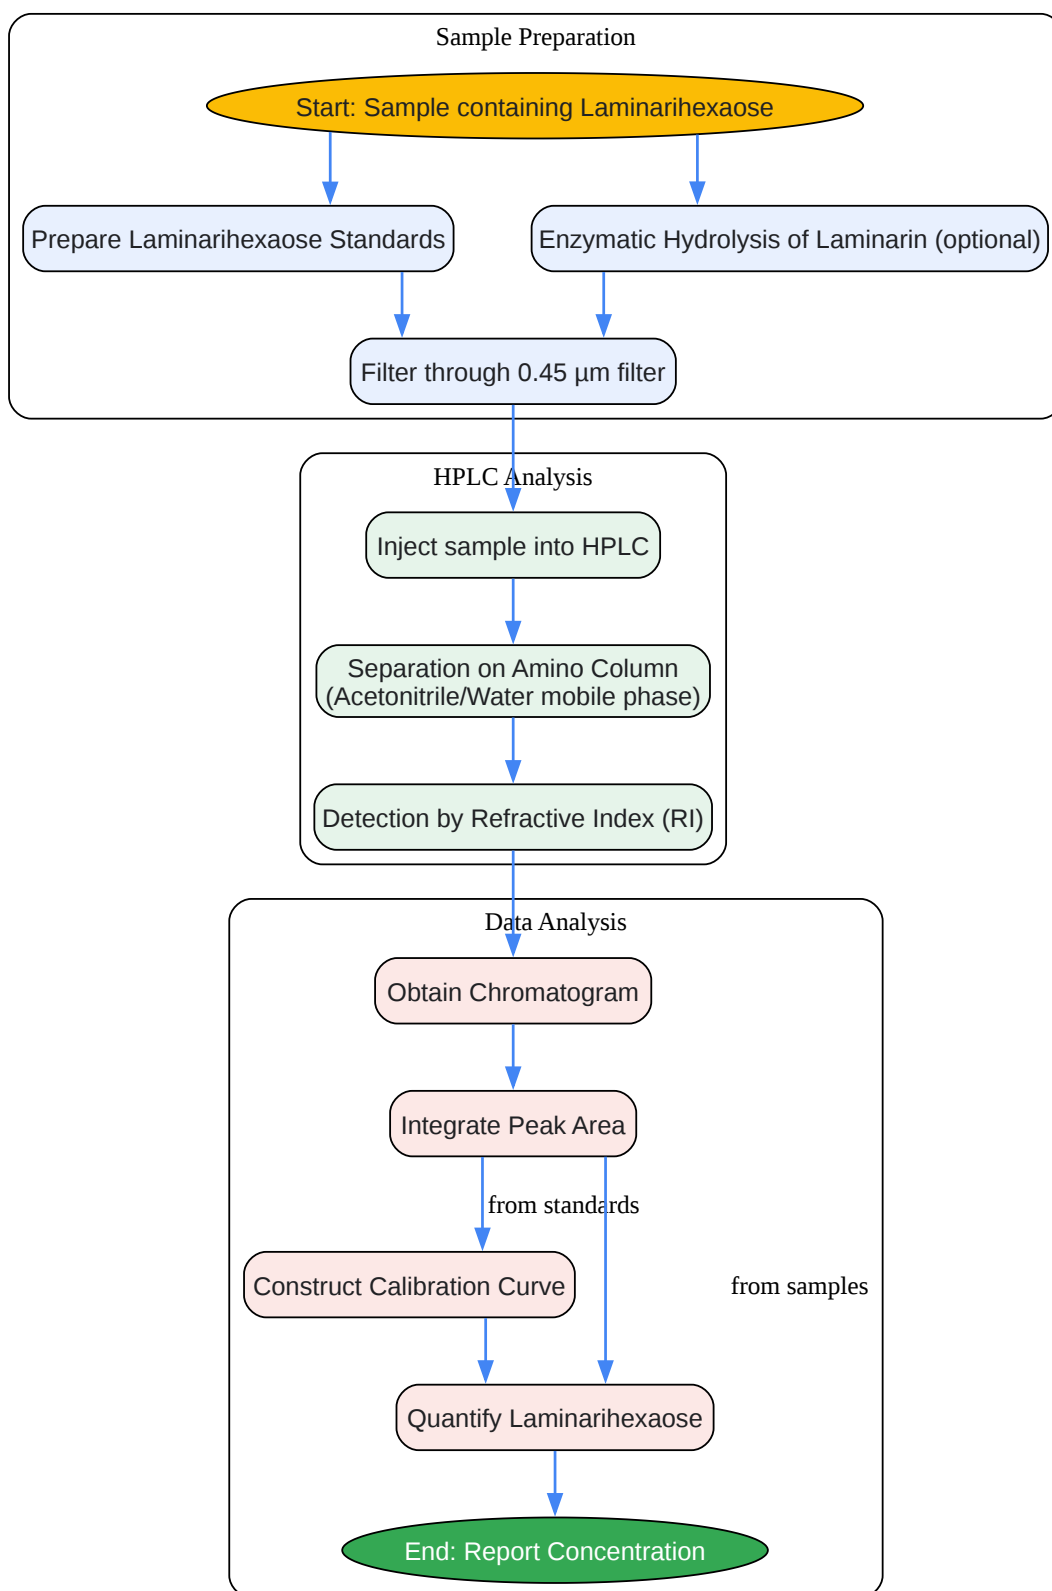 Sample Preparation
Start: Sample containing Laminarihexaose
Prepare Laminarihexaose Standards
Enzymatic Hydrolysis of Laminarin (optional)
Filter through 0.45 µm filter
HPLC Analysis
Inject sample into HPLC
Separation on Amino Column
(Acetonitrile/Water mobile phase)
Detection by Refractive Index (RI)
Data Analysis
Obtain Chromatogram
Integrate Peak Area
from standards
Construct Calibration Curve
from samples
Quantify Laminarihexaose
End: Report Concentration